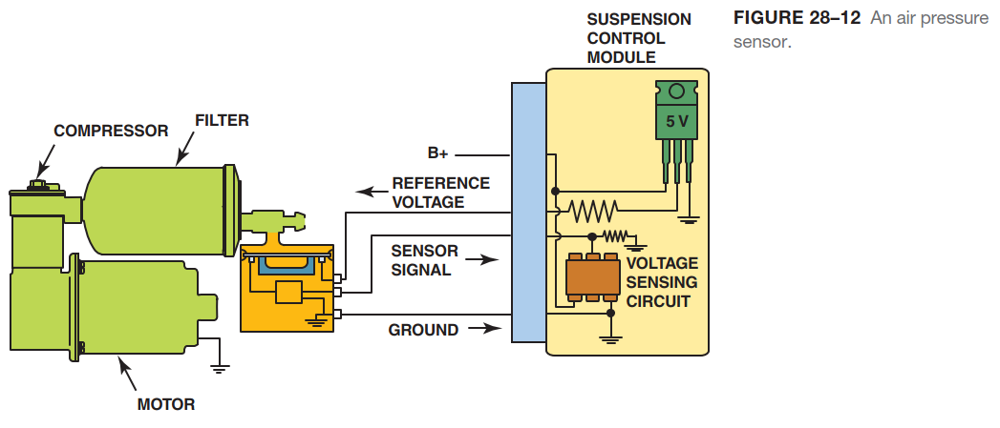 SUSPENSION
CONTROL
MODULE
FIGURE 28–12 An air pressure
sensor.
COMPRESSOR
FILTER
5 V
B+
REFERENCE
VOLTAGE
SENSOR
SIGNAL
VOLTAGE
SENSING
CIRCUIT
GROUND
MOTOR